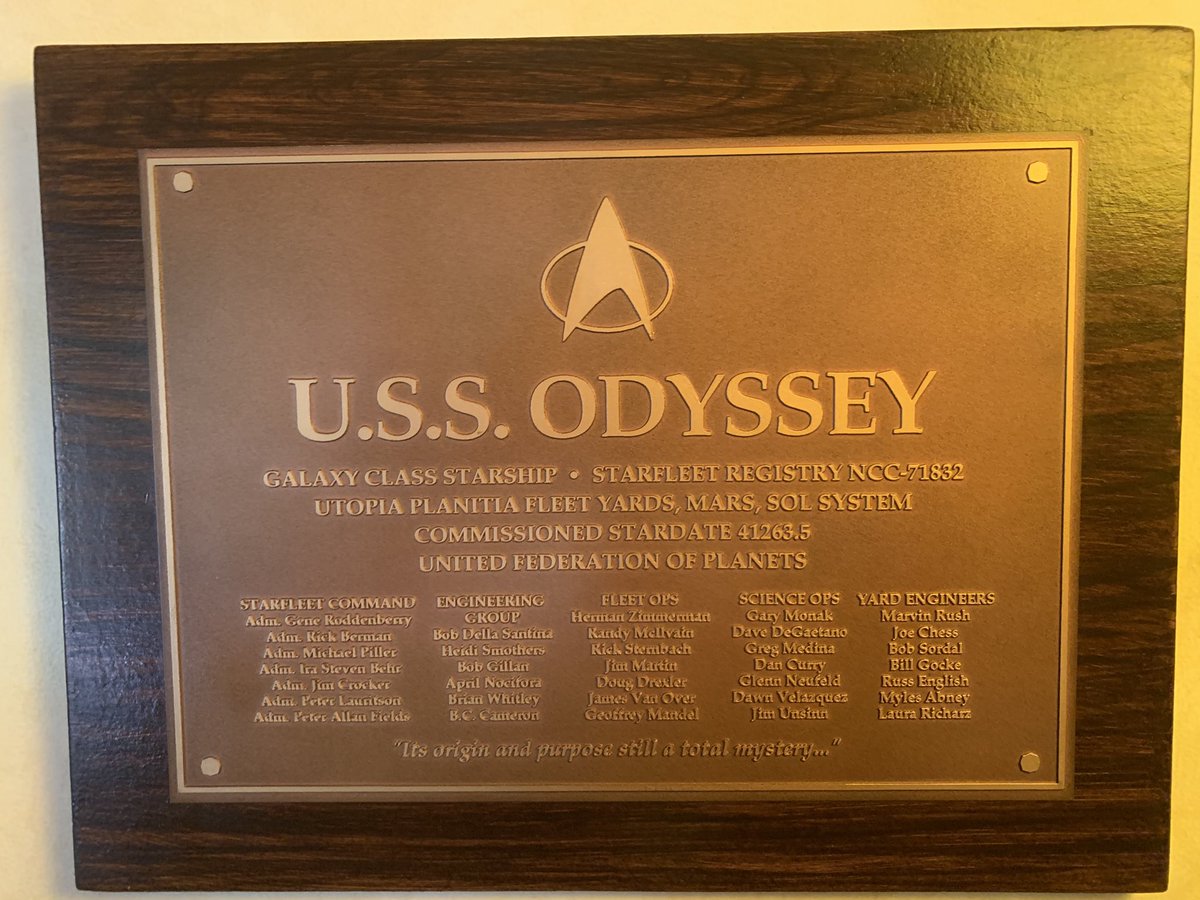 U.S.S. ODYSSEY
GALAXY CLASS STARSHIP • STARFLEET REGISTRY NCC-71832
UTOPIA PLANITIA FLEET YARDS, MARS, SOL SYSTEM
COMMISSIONED STARDATE 41263.5
UNITED FEDERATION OF PLANETS
STARFLEET COMMAND
Adm. Gene Roddenberry
Adm. Rick Berman
Adm. Michael Piller
Adm. Ira Steven Behr
Adm. Jim Crocker
Adm. Peter Lauritson
Adm. Peter Allan Fields
ENGINEERING
GROUP
Bob Della Santina
Heidi Smothers
Bob Gillan
April Nocifora
Brian Whitley
B.C. Cameron
FLEET OPS
Herman Zimmerman
Randy McIlvain
Rick Sternbach
Jim Martin
Doug Drexler
James Van Over
Geoffrey Mandel
SCIENCE OPS
Gary Monak
Dave DeGaetano
Greg Medina
Dan Curry
Glenn Neufeld
Dawn Velazquez
Jim Unsinn
YARD ENGINEERS
Marvin Rush
Joe Chess
Bob Sordal
Bill Gocke
Russ English
Myles Abney
Laura Richarz
"Its origin and purpose still a total mystery..."